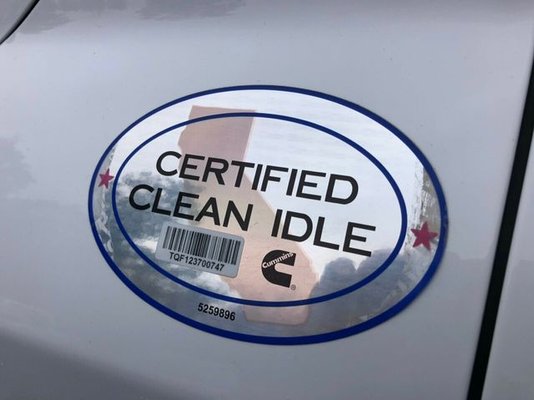 CERTIFIED
CLEAN IDLE
TQF123700747
Cummins
5259896